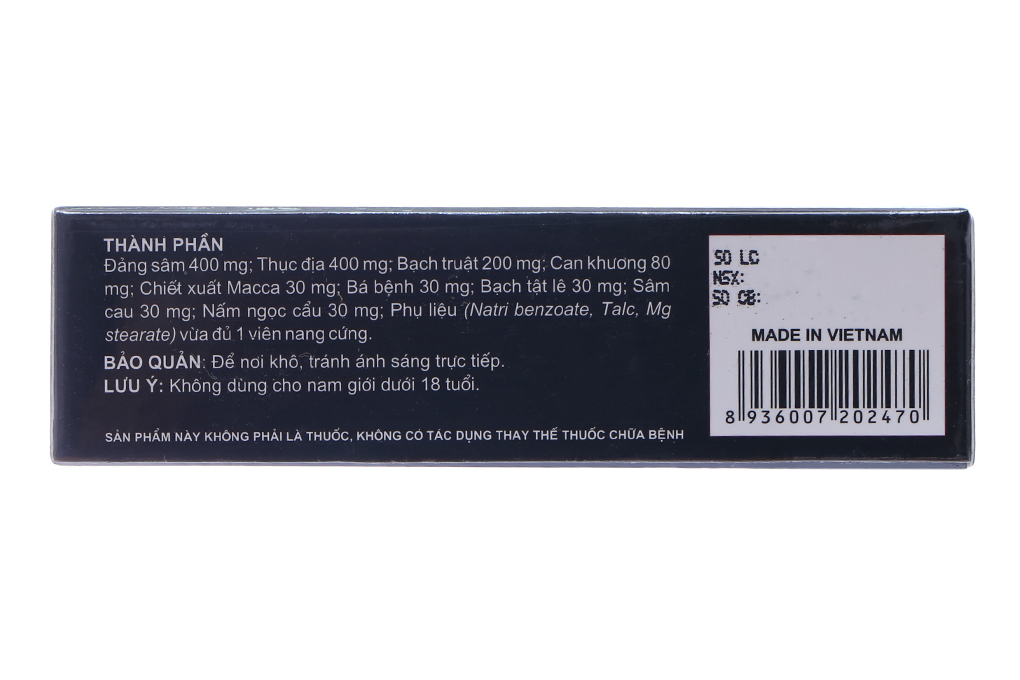 THÀNH PHẦN
Đảng sâm 400 mg; Thục địa 400 mg; Bạch truật 200 mg; Can khương 80
mg; Chiết xuất Macca 30 mg; Bá bệnh 30 mg; Bạch tật lê 30 mg; Sâm
cau 30 mg; Nấm ngọc cẩu 30 mg; Phụ liệu (Natri benzoate, Talc, Mg
stearate) vừa đủ 1 viên nang cứng.
BẢO QUẢN: Để nơi khô, tránh ánh sáng trực tiếp.
LƯU Ý: Không dùng cho nam giới dưới 18 tuổi.
SẢN PHẨM NÀY KHÔNG PHẢI LÀ THUỐC, KHÔNG CÓ TÁC DỤNG THAY THẾ THUỐC CHỮA BỆNH
SO LC
NSX:
SO CB:
MADE IN VIETNAM
8 936007 202470